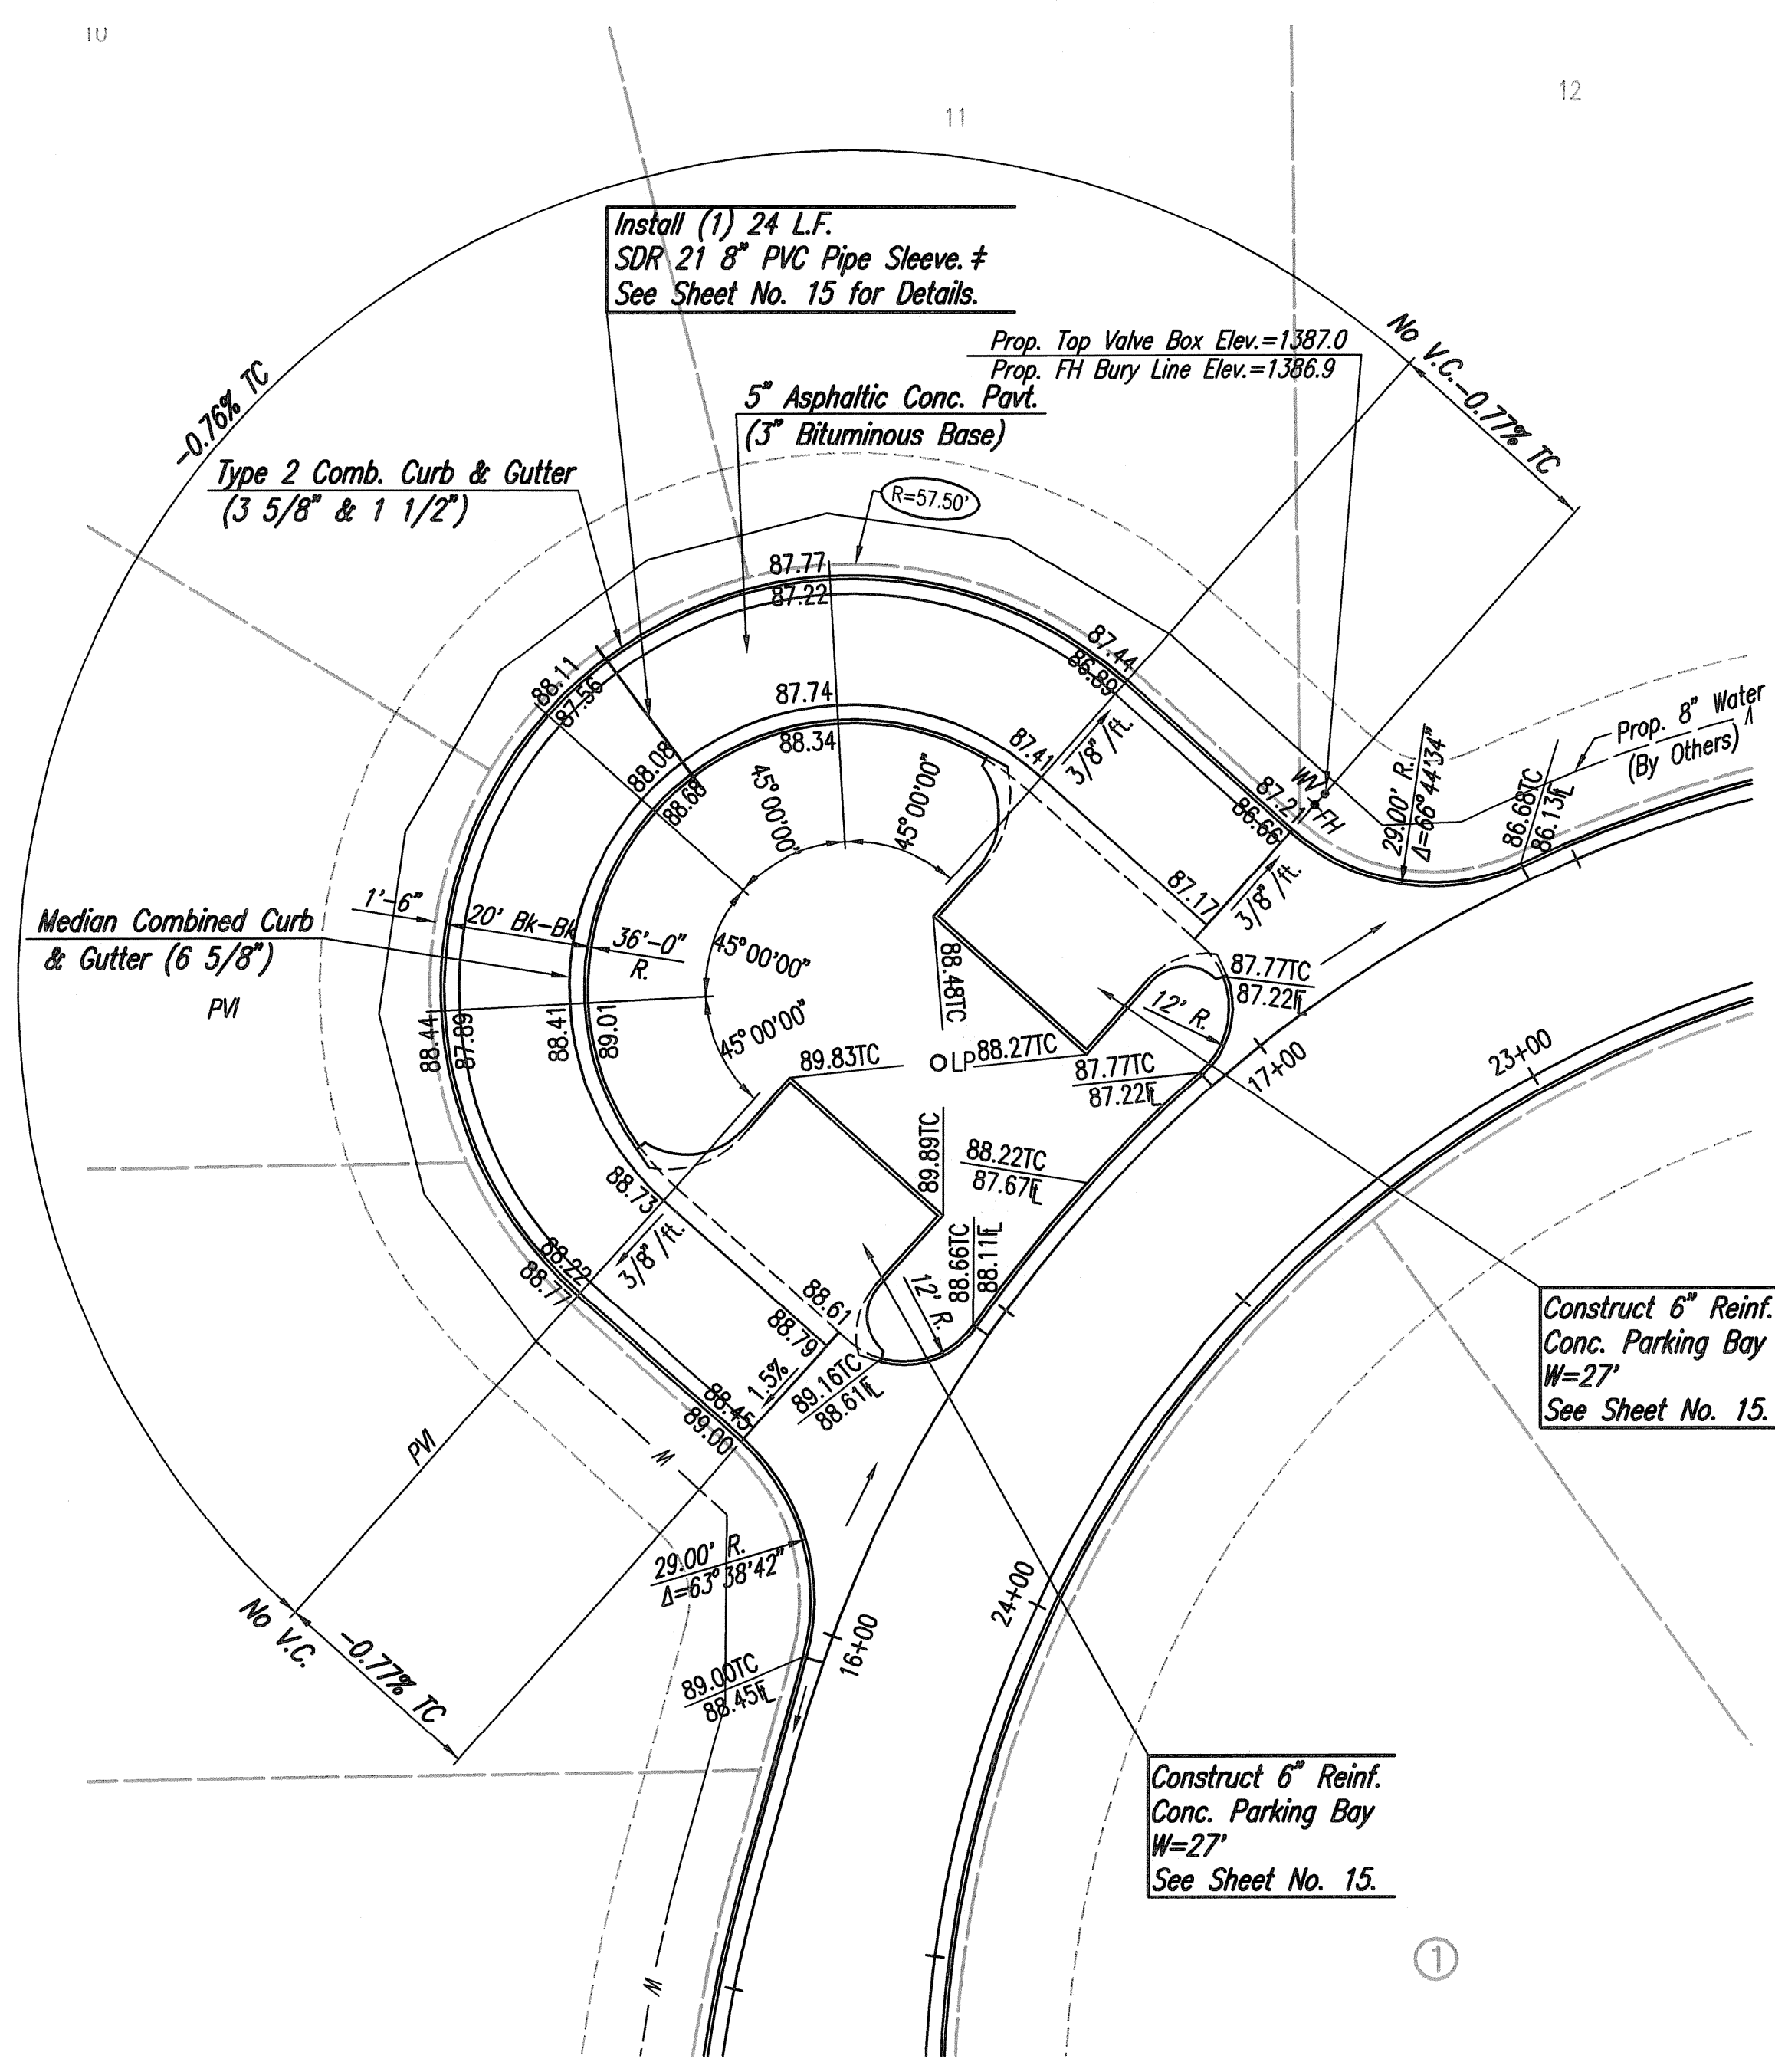 10
11
12
Install (1) 24 L.F.
SDR 21 8" PVC Pipe Sleeve. ‡
See Sheet No. 15 for Details.
Prop. Top Valve Box Elev.=1387.0
Prop. FH Bury Line Elev.=1386.9
No V.C.
-0.77% TC
-0.76% TC
5" Asphaltic Conc. Pavt.
(3" Bituminous Base)
Type 2 Comb. Curb & Gutter
(3 5/8" & 1 1/2")
R=57.50'
87.77
87.22
87.44
86.89
88.11
87.56
87.74
88.34
87.41
3/8"/ft.
88.08
88.68
45°00'00"
45°00'00"
45°00'00"
45°00'00"
87.21
86.66
WV
FH
29.00' R.
Δ=66°44'34"
86.68TC
86.13℄
Prop. 8" Water
(By Others)
87.17
3/8"/ft.
1'-6"
20' Bk-Bk
36'-0"
R.
Median Combined Curb
& Gutter (6 5/8")
PVI
88.44
87.89
88.41
89.01
88.48TC
87.77TC
87.22℄
12' R.
89.83TC
LP
88.27TC
87.77TC
87.22℄
17+00
23+00
89.89TC
88.22TC
87.67℄
88.66TC
88.11℄
12' R.
88.73
3/8"/ft.
88.22
88.77
88.61
88.79
1.5%
89.16TC
88.61℄
88.45
89.00
Construct 6" Reinf.
Conc. Parking Bay
W=27'
See Sheet No. 15.
PVI
W
29.00' R.
Δ=63°38'42"
No V.C.
-0.77% TC
89.00TC
88.45℄
16+00
24+00
Construct 6" Reinf.
Conc. Parking Bay
W=27'
See Sheet No. 15.
W
1